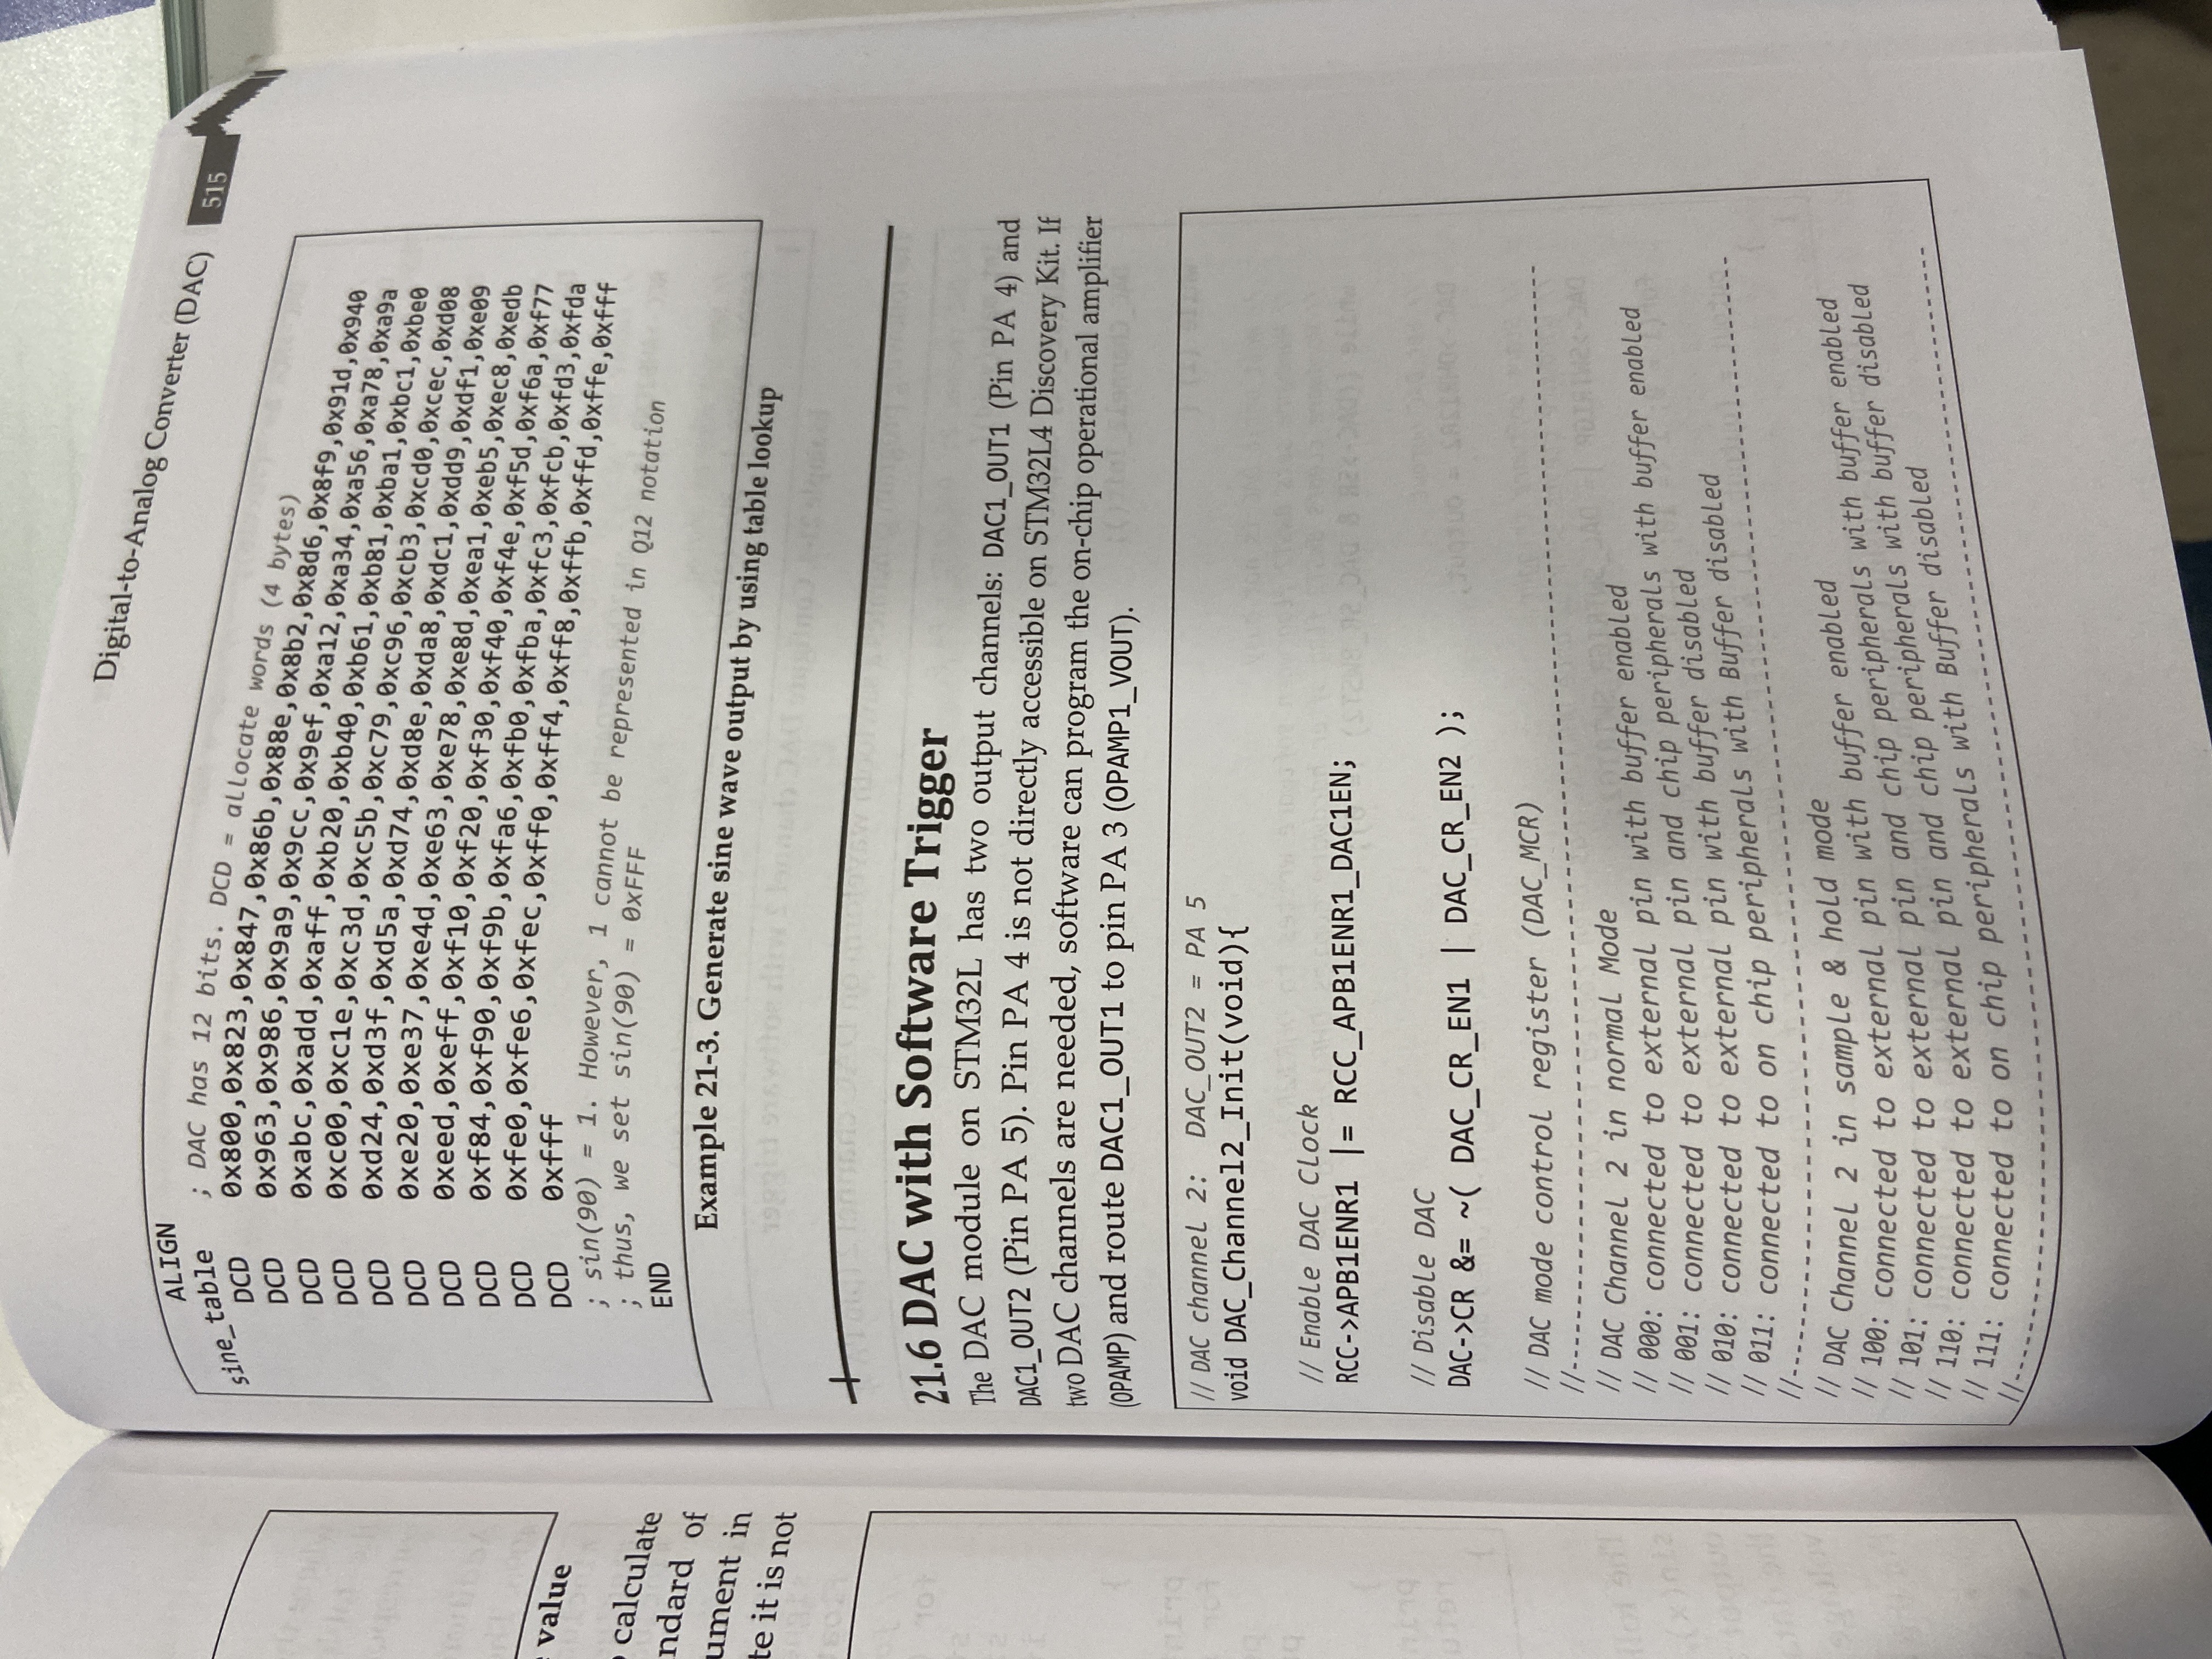 value
calculate
ndard of
ument in
te it is not
Digital-to-Analog Converter (DAC) 515
ALIGN
sine_table ; DAC has 12 bits. DCD = allocate words (4 bytes)
DCD 0x800,0x823,0x847,0x86b,0x88e,0x8b2,0x8d6,0x8f9,0x91d,0x940
DCD 0x963,0x986,0x9a9,0x9cc,0x9ef,0xa12,0xa34,0xa56,0xa78,0xa9a
DCD 0xabc,0xadd,0xaff,0xb20,0xb40,0xb61,0xb81,0xba1,0xbc1,0xbe0
DCD 0xc00,0xc1e,0xc3d,0xc5b,0xc79,0xc96,0xcb3,0xcd0,0xcec,0xd08
DCD 0xd24,0xd3f,0xd5a,0xd74,0xd8e,0xda8,0xdc1,0xdd9,0xdf1,0xe09
DCD 0xe20,0xe37,0xe4d,0xe63,0xe78,0xe8d,0xea1,0xeb5,0xec8,0xedb
DCD 0xeed,0xeff,0xf10,0xf20,0xf30,0xf40,0xf4e,0xf5d,0xf6a,0xf77
DCD 0xf84,0xf90,0xf9b,0xfa6,0xfb0,0xfba,0xfc3,0xfcb,0xfd3,0xfda
DCD 0xfe0,0xfe6,0xfec,0xff0,0xff4,0xff8,0xffb,0xffd,0xffe,0xfff
DCD 0xfff
; sin(90) = 1. However, 1 cannot be represented in Q12 notation
; thus, we set sin(90) = 0xFFF
END
Example 21-3. Generate sine wave output by using table lookup
21.6 DAC with Software Trigger
The DAC module on STM32L has two output channels: DAC1_OUT1 (Pin PA 4) and
DAC1_OUT2 (Pin PA 5). Pin PA 4 is not directly accessible on STM32L4 Discovery Kit. If
two DAC channels are needed, software can program the on-chip operational amplifier
(OPAMP) and route DAC1_OUT1 to pin PA 3 (OPAMP1_VOUT).
// DAC channel 2: DAC_OUT2 = PA 5
void DAC_Channel2_Init(void){
// Enable DAC Clock
RCC->APB1ENR1 |= RCC_APB1ENR1_DAC1EN;
// Disable DAC
DAC->CR &= ~( DAC_CR_EN1 | DAC_CR_EN2 );
// DAC mode control register (DAC_MCR)
//-----------------------------------------------------------------------
// DAC Channel 2 in normal Mode
// 000: connected to external pin with buffer enabled
// 001: connected to external pin and chip peripherals with buffer enabled
// 010: connected to external pin with buffer disabled
// 011: connected to on chip peripherals with Buffer disabled
//-----------------------------------------------------------------------
// DAC Channel 2 in sample & hold mode
// 100: connected to external pin with buffer enabled
// 101: connected to external pin and chip peripherals with buffer enabled
// 110: connected to external pin and chip peripherals with buffer disabled
// 111: connected to on chip peripherals with Buffer disabled
//-----------------------------------------------------------------------